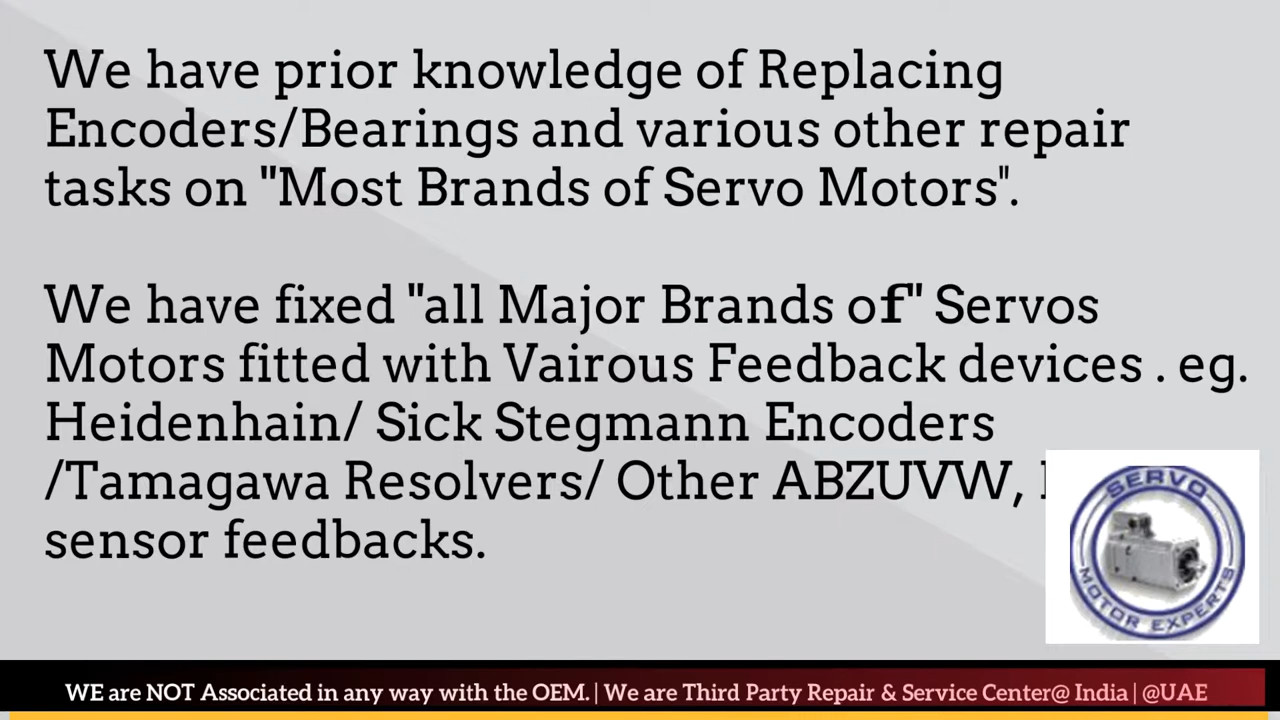 We have prior knowledge of Replacing
Encoders/Bearings and various other repair
tasks on "Most Brands of Servo Motors".
We have fixed "all Major Brands of" Servos
Motors fitted with Vairous Feedback devices . eg.
Heidenhain/ Sick Stegmann Encoders
/Tamagawa Resolvers/ Other ABZUVW,
sensor feedbacks.
SERVO
MOTOR EXPERTS
WE are NOT Associated in any way with the OEM. | We are Third Party Repair & Service Center@ India | @UAE